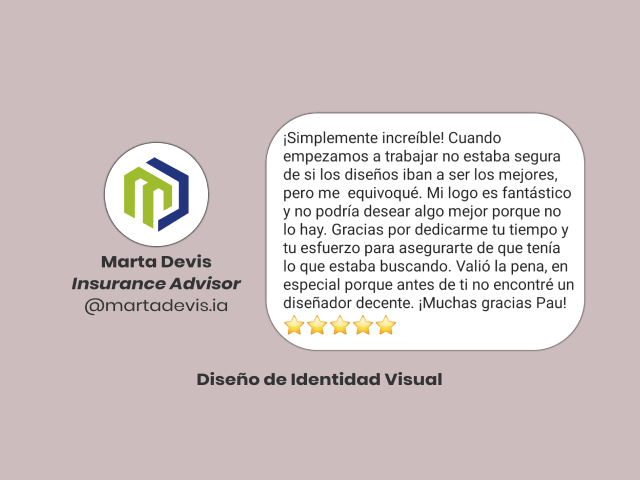 Marta Devis
Insurance Advisor
@martadevis.ia
¡Simplemente increíble! Cuando
empezamos a trabajar no estaba segura
de si los diseños iban a ser los mejores,
pero me  equivoqué. Mi logo es fantástico
y no podría desear algo mejor porque no
lo hay. Gracias por dedicarme tu tiempo y
tu esfuerzo para asegurarte de que tenía
lo que estaba buscando. Valió la pena, en
especial porque antes de ti no encontré un
diseñador decente. ¡Muchas gracias Pau!
Diseño de Identidad Visual